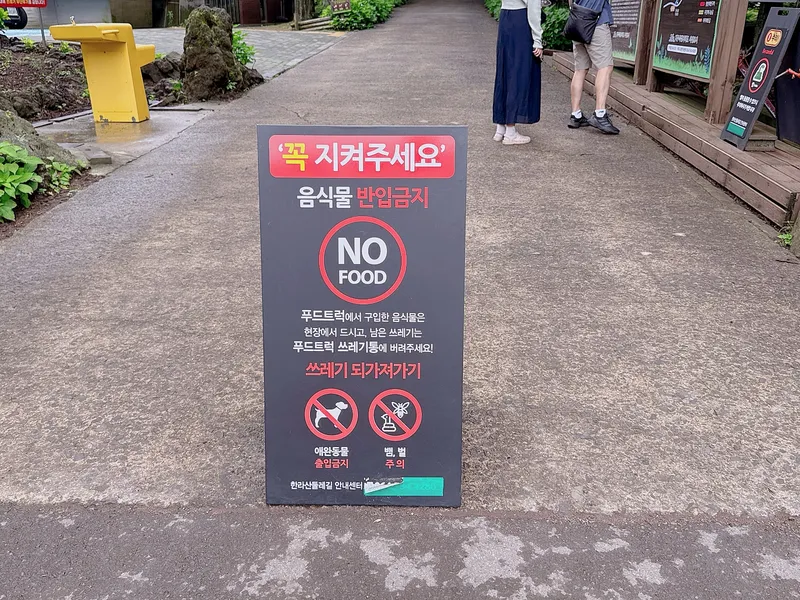 '꼭 지켜주세요'
음식물 반입금지
NO
FOOD
푸드트럭에서 구입한 음식물은
현장에서 드시고, 남은 쓰레기는
푸드트럭 쓰레기통에 버려주세요!
쓰레기 되가져가기
애완동물
출입금지
뱀, 벌
주 의
한라산둘레길 안내센터